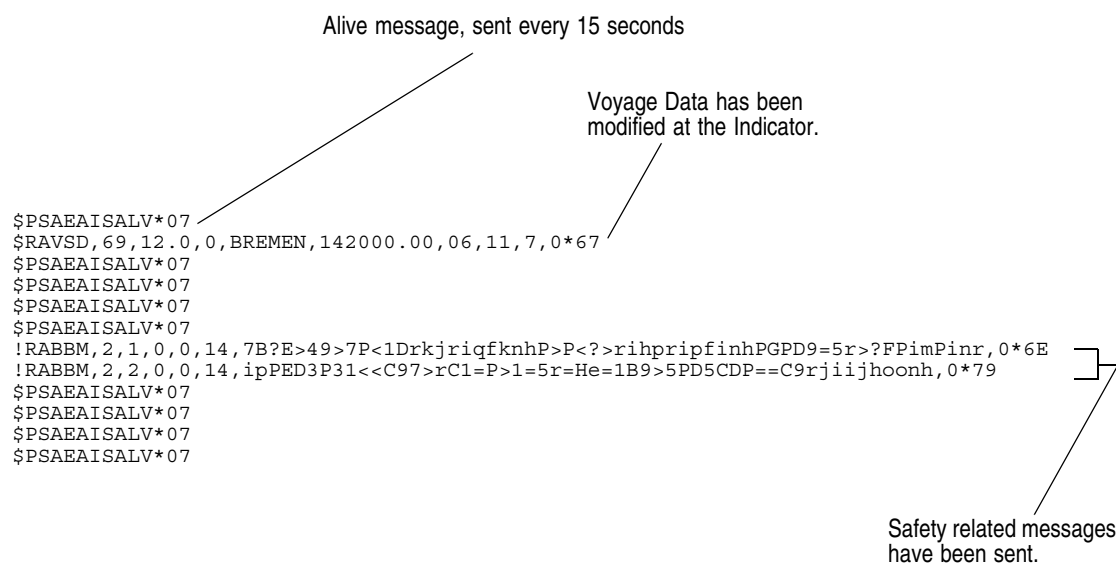 Alive message, sent every 15 seconds
Voyage Data has been
modified at the Indicator.
$PSAEAISALV*07
$RAVSD,69,12.0,0,BREMEN,142000.00,06,11,7,0*67
$PSAEAISALV*07
$PSAEAISALV*07
$PSAEAISALV*07
$PSAEAISALV*07
!RABBM,2,1,0,0,14,7B?E>49>7P<1DrkjriqfknhP>P<?>rihpripfinhPGPD9=5r>?FPimPinr,0*6E
!RABBM,2,2,0,0,14,ipPED3P31<<C97>rC1=P>1=5r=He=1B9>5PD5CDP==C9rjiijhoonh,0*79
$PSAEAISALV*07
$PSAEAISALV*07
$PSAEAISALV*07
$PSAEAISALV*07
Safety related messages
have been sent.